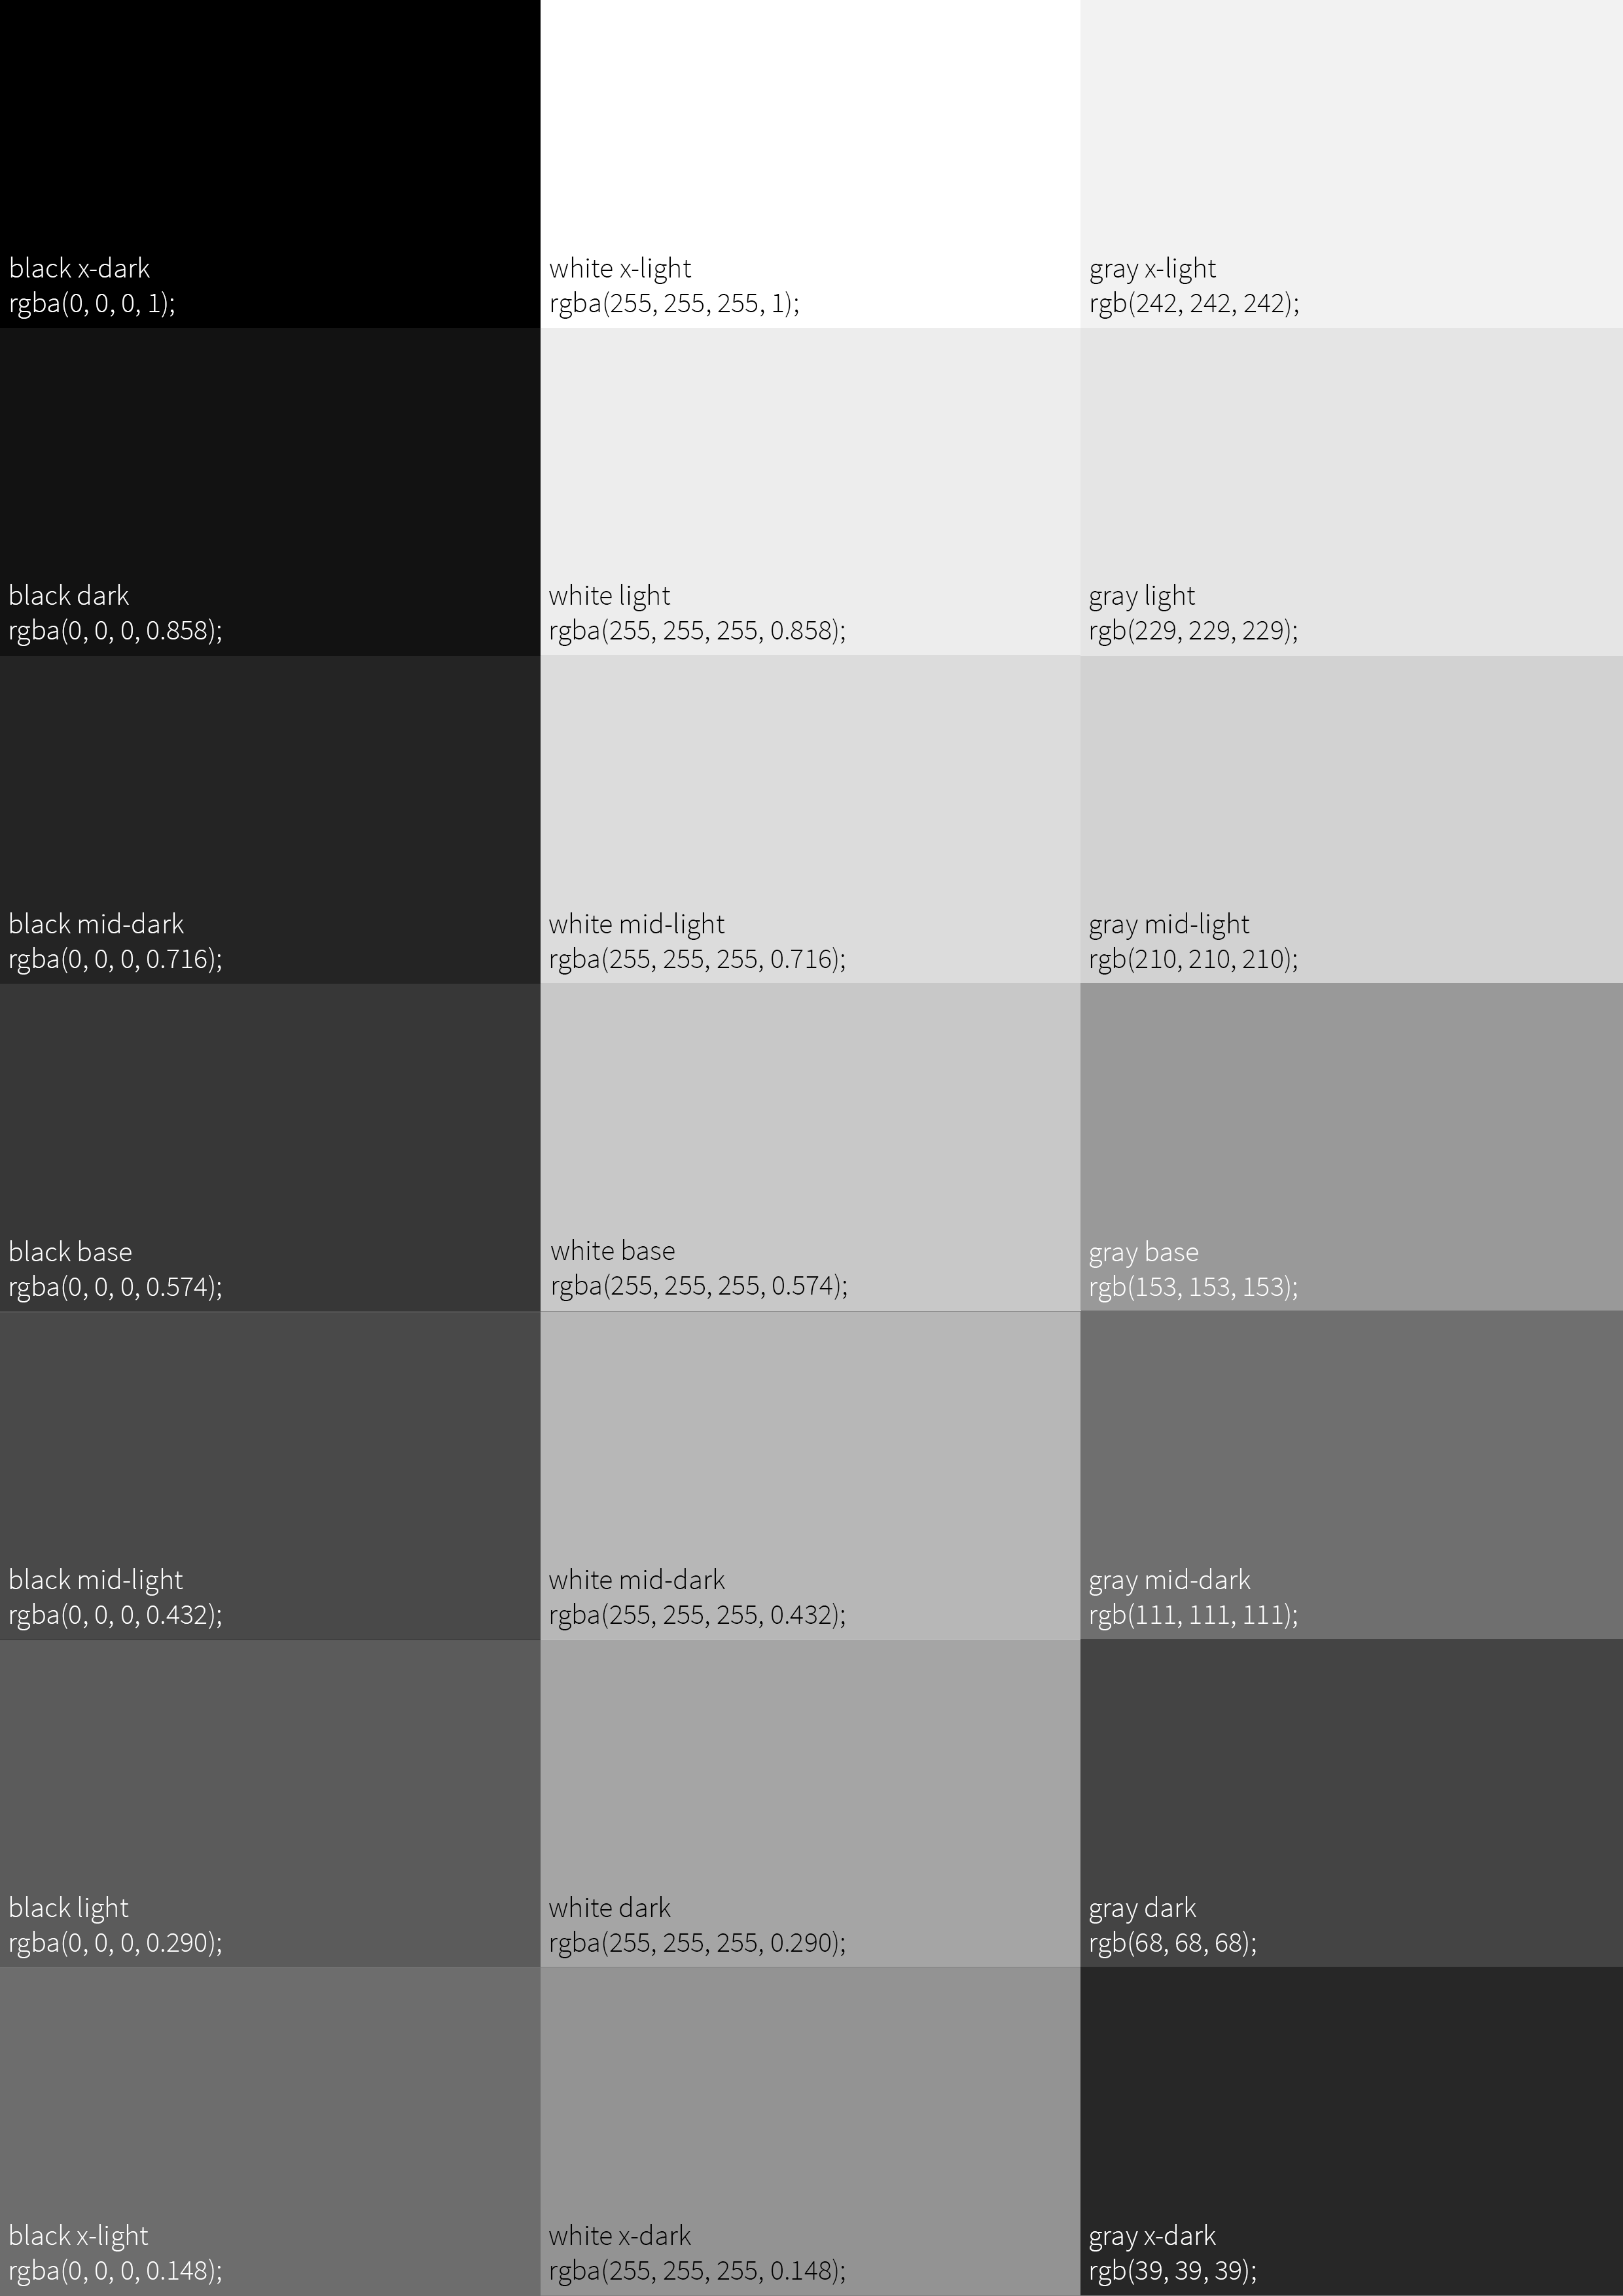 black x-dark
rgba(0, 0, 0, 1);
white x-light
rgba(255, 255, 255, 1);
gray x-light
rgb(242, 242, 242);
black dark
rgba(0, 0, 0, 0.858);
white light
rgba(255, 255, 255, 0.858);
gray light
rgb(229, 229, 229);
black mid-dark
rgba(0, 0, 0, 0.716);
white mid-light
rgba(255, 255, 255, 0.716);
gray mid-light
rgb(210, 210, 210);
black base
rgba(0, 0, 0, 0.574);
white base
rgba(255, 255, 255, 0.574);
gray base
rgb(153, 153, 153);
black mid-light
rgba(0, 0, 0, 0.432);
white mid-dark
rgba(255, 255, 255, 0.432);
gray mid-dark
rgb(111, 111, 111);
black light
rgba(0, 0, 0, 0.290);
white dark
rgba(255, 255, 255, 0.290);
gray dark
rgb(68, 68, 68);
black x-light
rgba(0, 0, 0, 0.148);
white x-dark
rgba(255, 255, 255, 0.148);
gray x-dark
rgb(39, 39, 39);